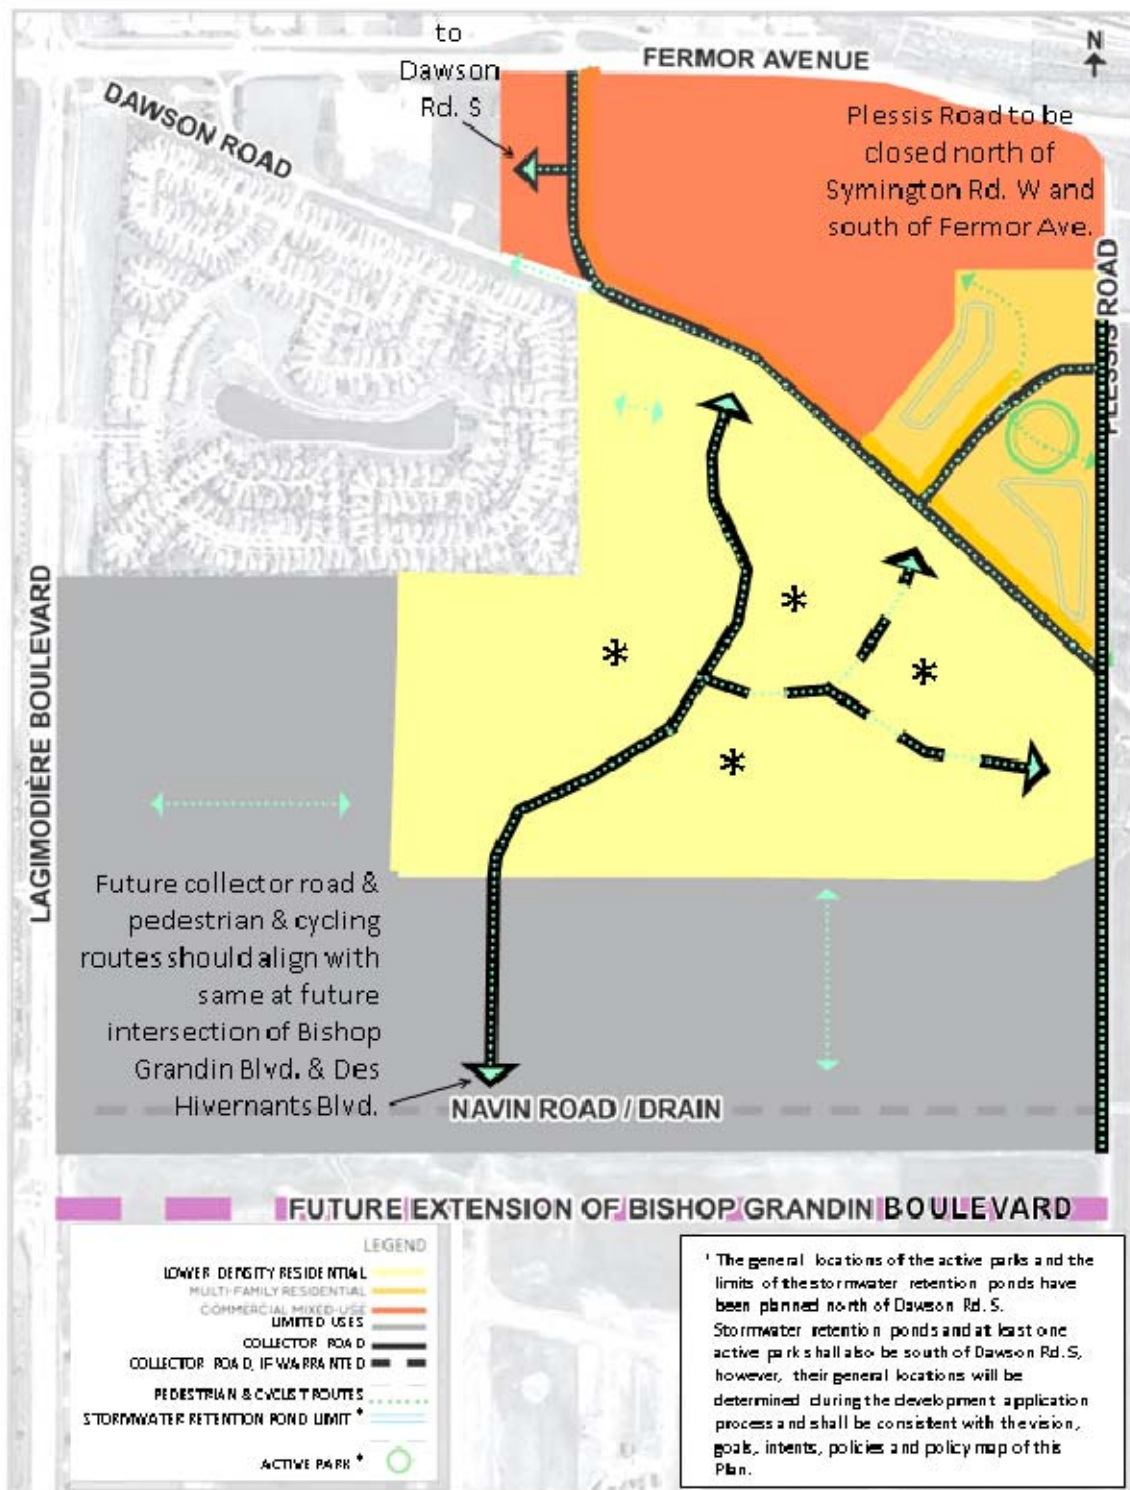 to
Dawson
Rd. S
FERMOR AVENUE
N
DAWSON ROAD
Plessis Road to be
closed north of
Symington Rd. W and
south of Fermor Ave.
PLESSIS ROAD
*
*
*
*
LAGIMODIÈRE BOULEVARD
Future collector road &
pedestrian & cycling
routes should align with
same at future
intersection of Bishop
Grandin Blvd. & Des
Hivernants Blvd.
NAVIN ROAD / DRAIN
FUTURE EXTENSION OF BISHOP GRANDIN BOULEVARD
LEGEND
LOWER DENSITY RESIDENTIAL
MULTI-FAMILY RESIDENTIAL
COMMERCIAL MIXED-USE
LIMITED USES
COLLECTOR ROAD
COLLECTOR ROAD, IF WARRANTED
PEDESTRIAN & CYCLIST ROUTES
STORMWATER RETENTION POND LIMIT *
ACTIVE PARK *
* The general locations of the active parks and the
limits of the stormwater retention ponds have
been planned north of Dawson Rd. S.
Stormwater retention ponds and at least one
active park shall also be south of Dawson Rd. S,
however, their general locations will be
determined during the development application
process and shall be consistent with the vision,
goals, intents, policies and policy map of this
Plan.